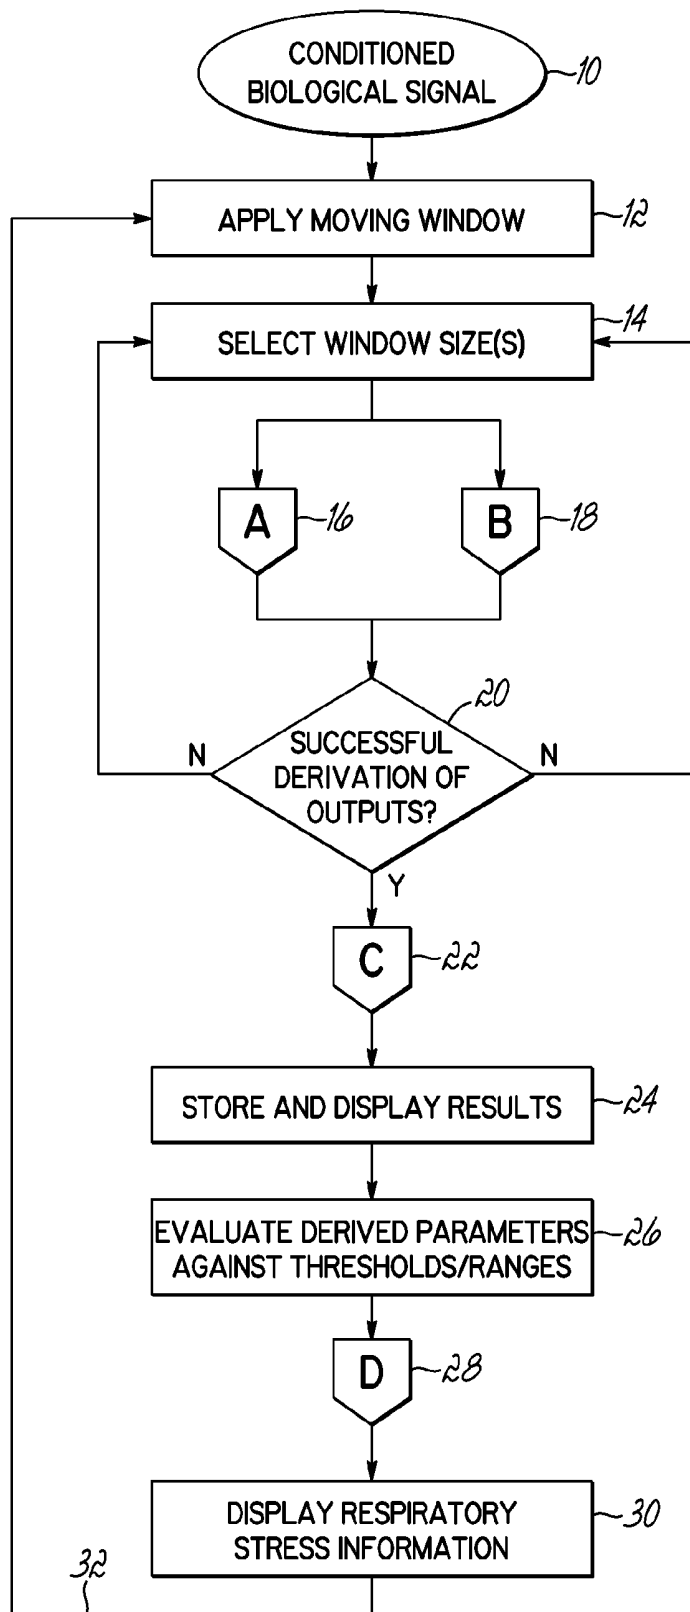 CONDITIONED
BIOLOGICAL SIGNAL
10
APPLY MOVING WINDOW
12
SELECT WINDOW SIZE(S)
14
A
16
B
18
20
SUCCESSFUL
DERIVATION OF
OUTPUTS?
N
N
Y
C
22
STORE AND DISPLAY RESULTS
24
EVALUATE DERIVED PARAMETERS
AGAINST THRESHOLDS/RANGES
26
D
28
DISPLAY RESPIRATORY
STRESS INFORMATION
30
32